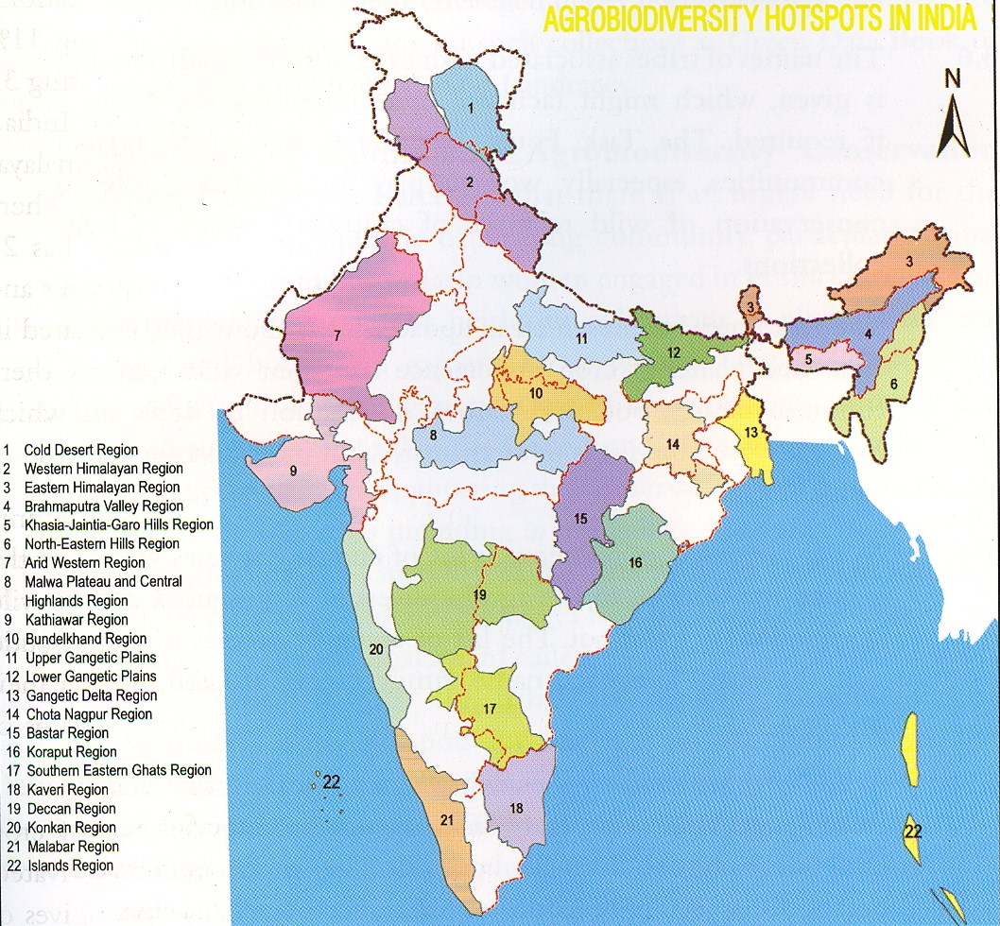 AGROBIODIVERSITY HOTSPOTS IN INDIA
N
1
2
3
3
4
5
6
7
8
9
10
11
12
13
14
15
16
17
18
19
20
21
22
22
1 Cold Desert Region
2 Western Himalayan Region
3 Eastern Himalayan Region
4 Brahmaputra Valley Region
5 Khasia-Jaintia-Garo Hills Region
6 North-Eastern Hills Region
7 Arid Western Region
8 Malwa Plateau and Central
Highlands Region
9 Kathiawar Region
10 Bundelkhand Region
11 Upper Gangetic Plains
12 Lower Gangetic Plains
13 Gangetic Delta Region
14 Chota Nagpur Region
15 Bastar Region
16 Koraput Region
17 Southern Eastern Ghats Region
18 Kaveri Region
19 Deccan Region
20 Konkan Region
21 Malabar Region
22 Islands Region